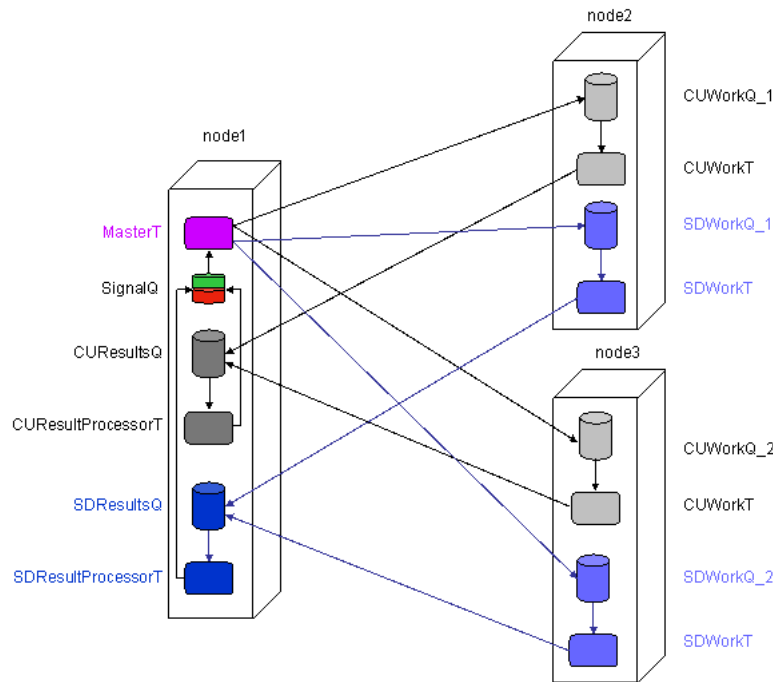 node2
CUWorkQ_1
node1
CUWorkT
MasterT
SDWorkQ_1
SignalQ
SDWorkT
CUResultsQ
node3
CUResultProcessorT
CUWorkQ_2
SDResultsQ
CUWorkT
SDResultProcessorT
SDWorkQ_2
SDWorkT